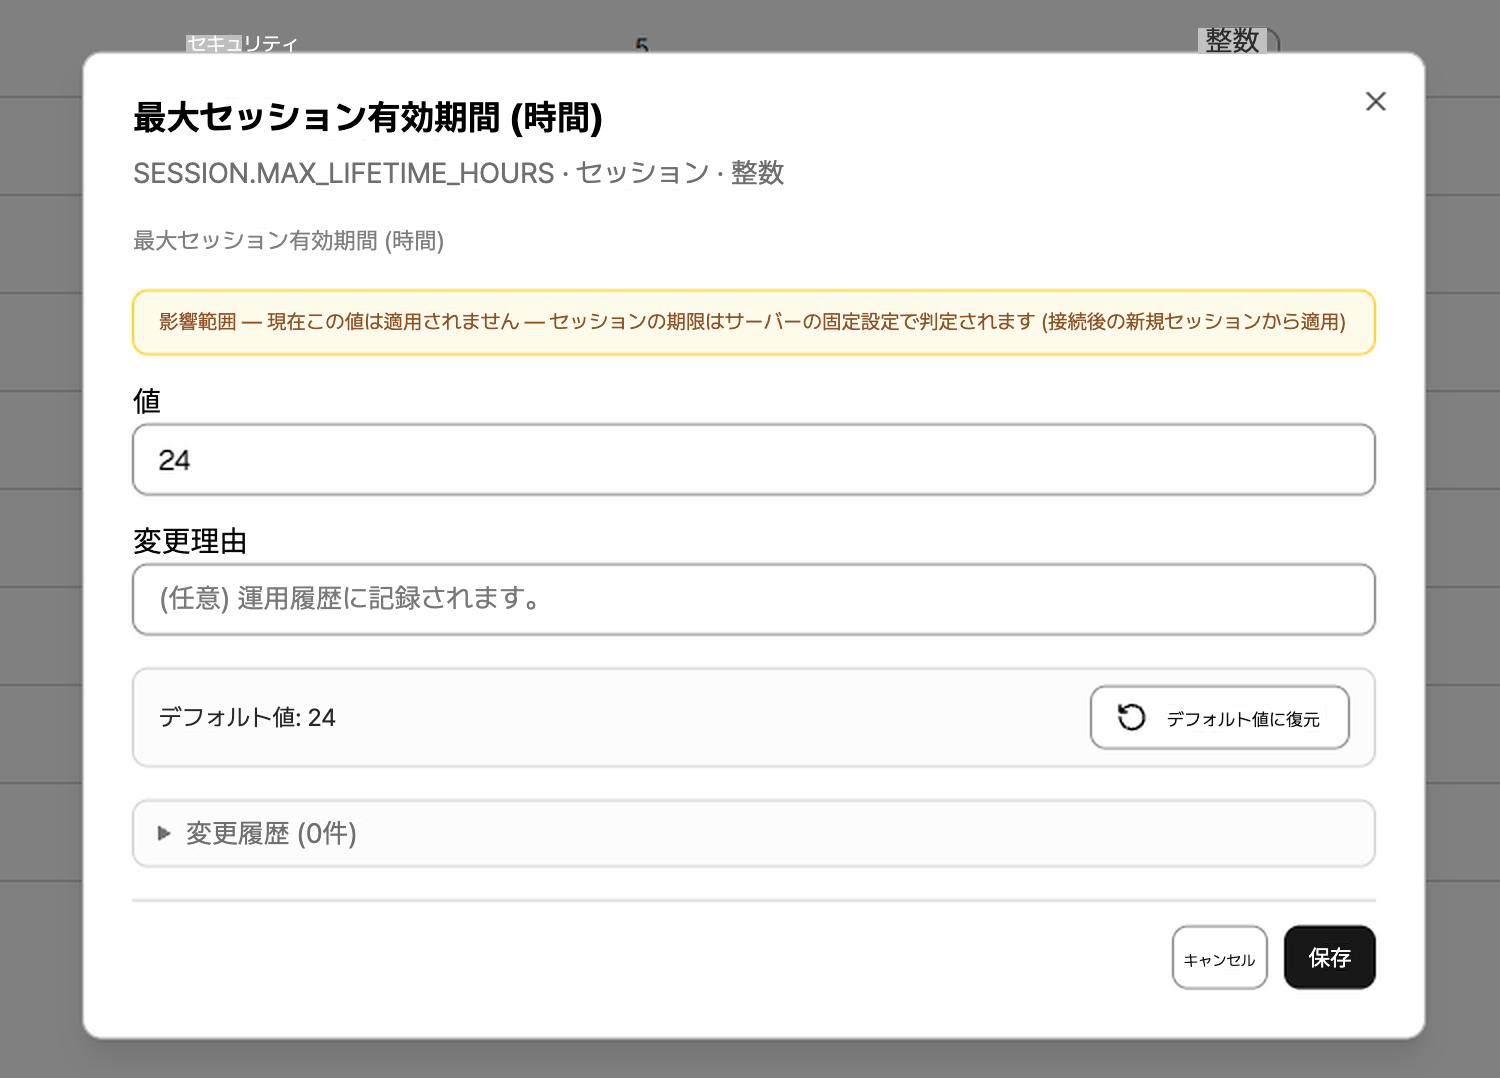 セキュリティ 5 整数
最大セッション有効期間 (時間)
SESSION.MAX_LIFETIME_HOURS · セッション · 整数
最大セッション有効期間 (時間)
影響範囲 — 現在この値は適用されません — セッションの期限はサーバーの固定設定で判定されます (接続後の新規セッションから適用)
値
24
変更理由
(任意) 運用履歴に記録されます。
デフォルト値: 24
デフォルト値に復元
変更履歴 (0件)
キャンセル
保存